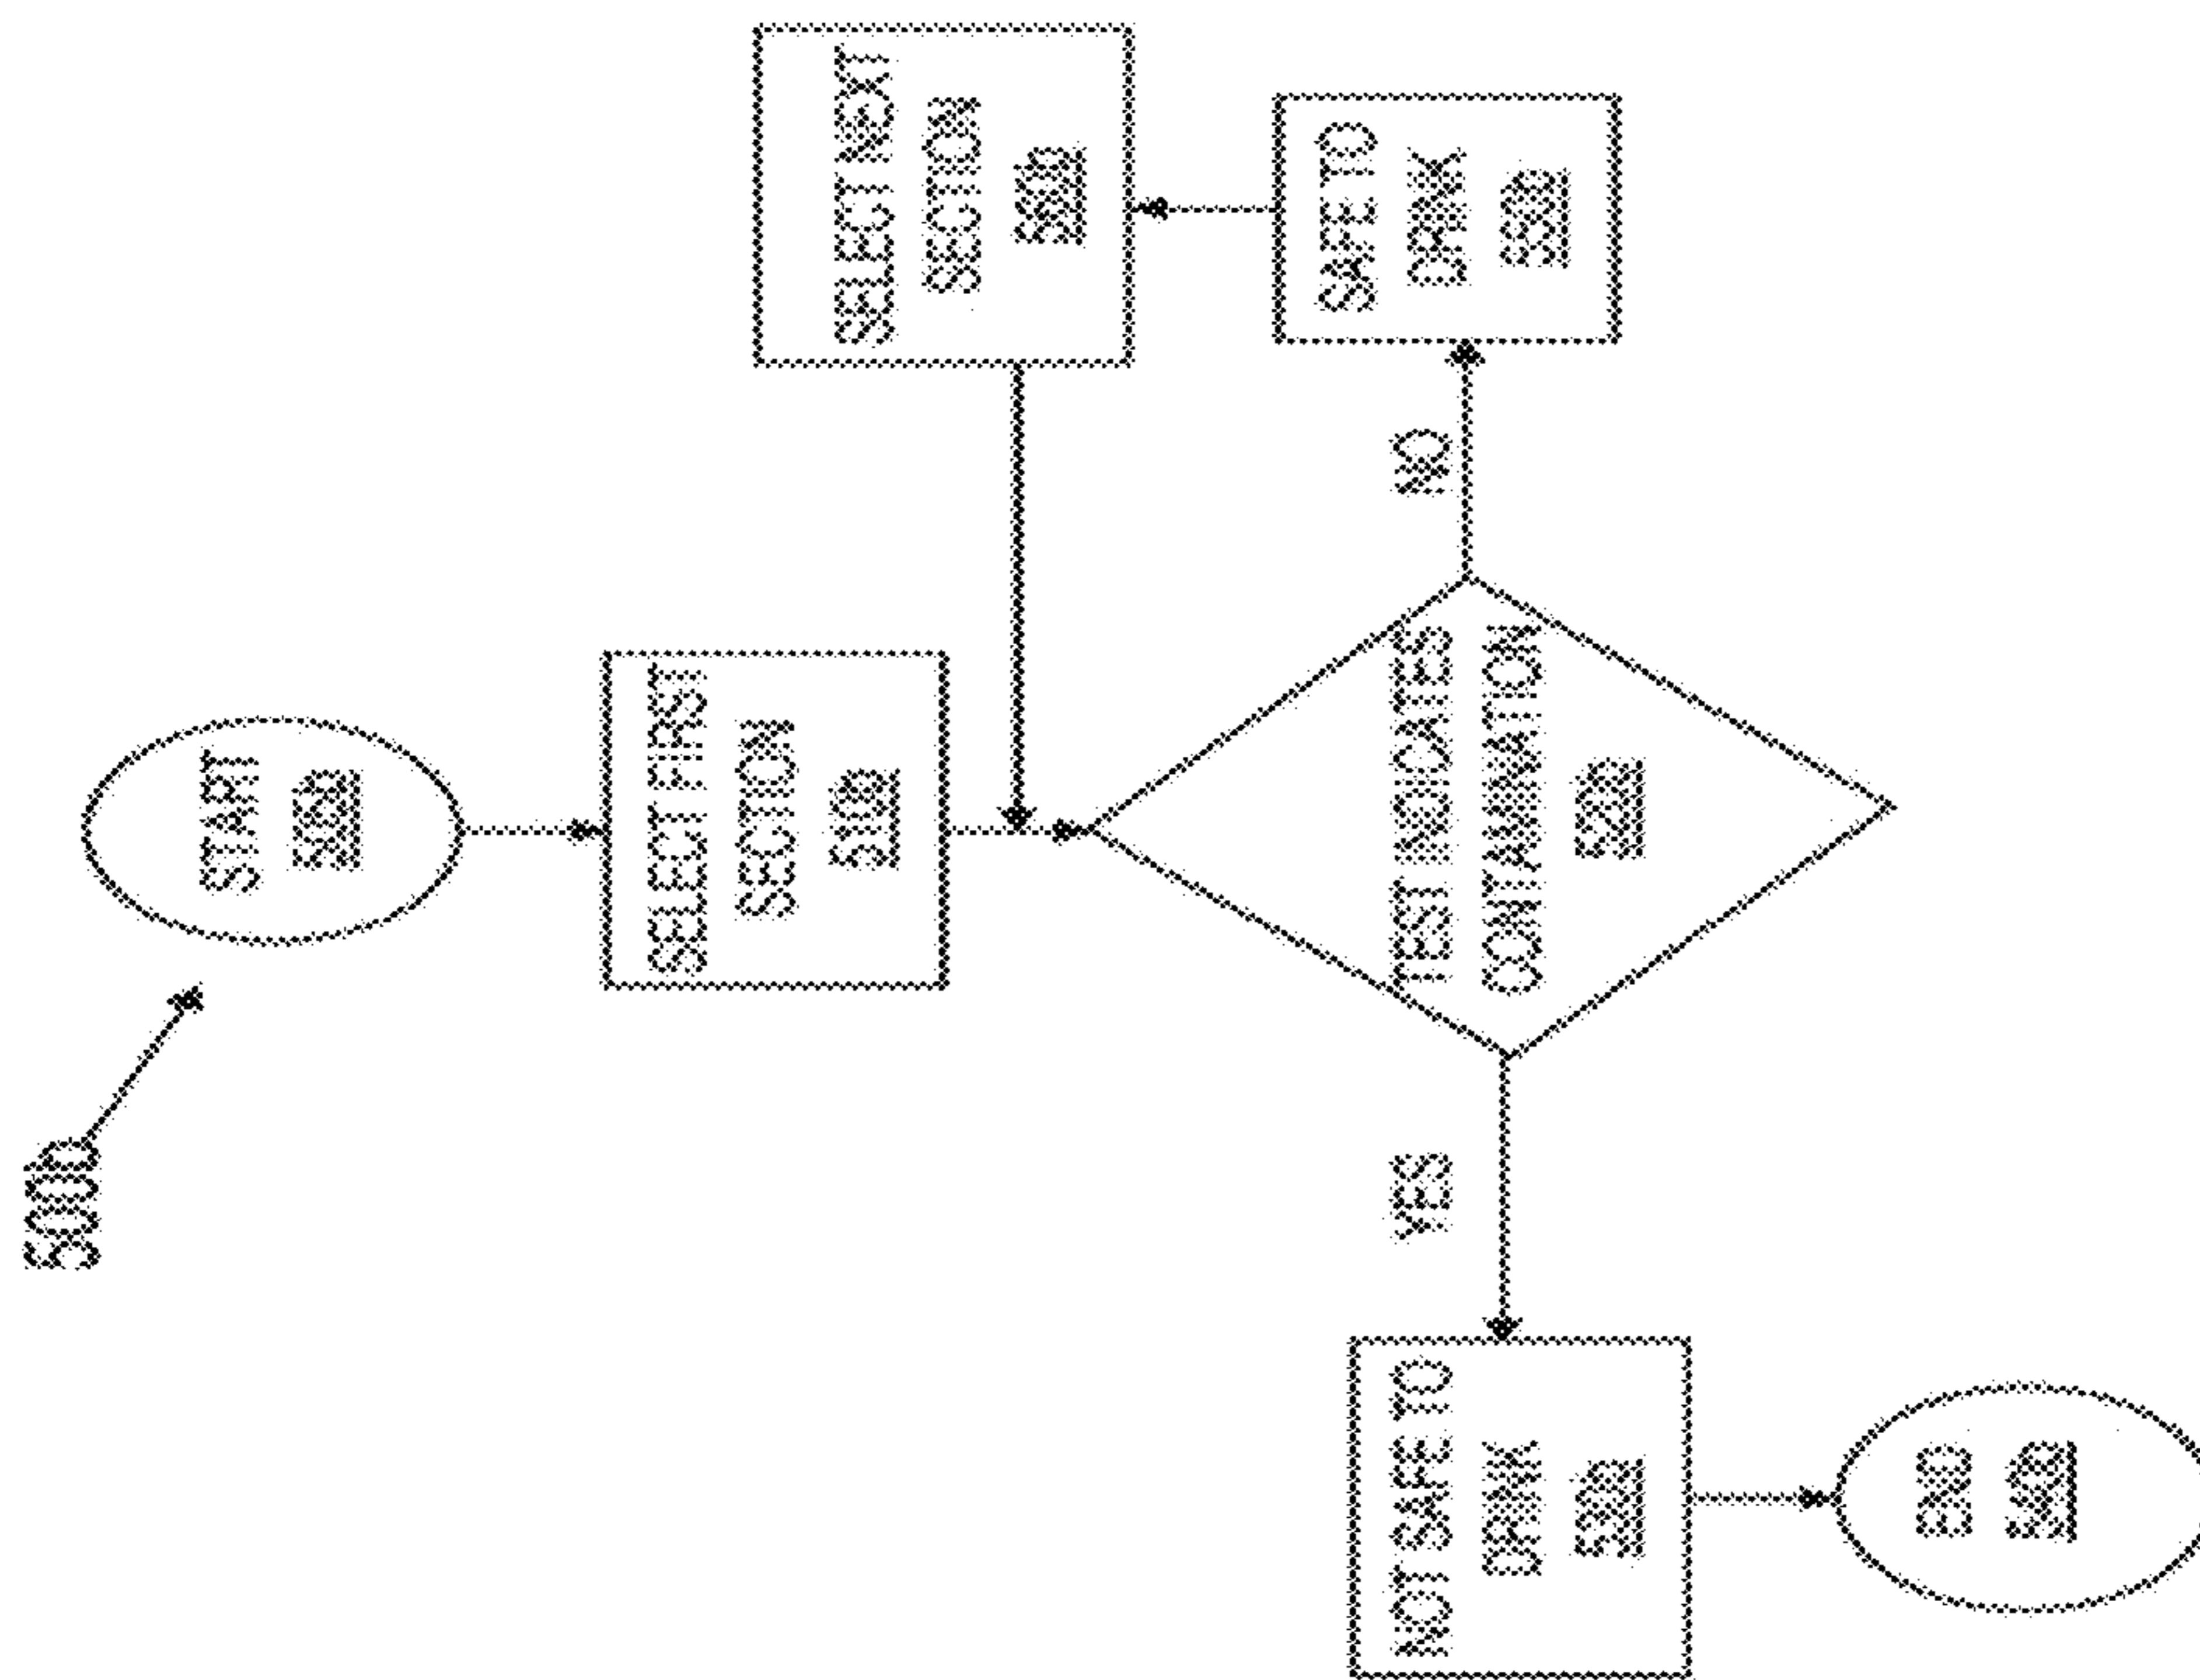 5000
START
SELECT FIRST
SECTION
5100
TEST INDICATES
CONTAMINATION
5200
NO
SAFE TO
DRINK
5300
SELECT NEXT
SECTION
YES
NOT SAFE TO
DRINK
END